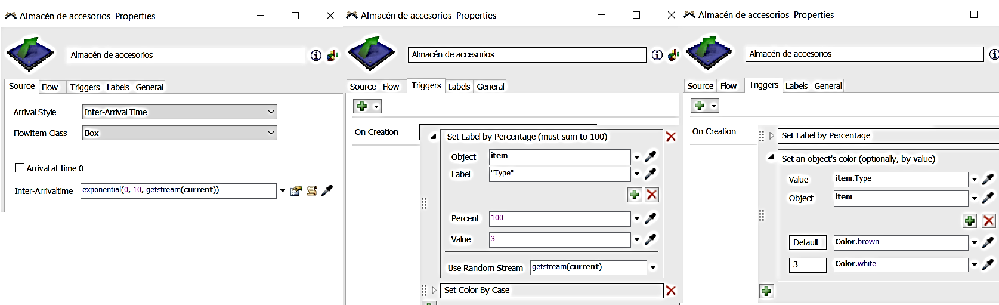 Almacén de accesorios Properties
Almacén de accesorios
Source Flow Triggers Labels General
Arrival Style Inter-Arrival Time
FlowItem Class Box
Arrival at time 0
Inter-Arrivaltime exponential(0, 10, getstream(current))
Almacén de accesorios Properties
Almacén de accesorios
Source Flow Triggers Labels General
On Creation
Set Label by Percentage (must sum to 100)
Object item
Label "Type"
Percent 100
Value 3
Use Random Stream getstream(current)
Set Color By Case
Almacén de accesorios Properties
Almacén de accesorios
Source Flow Triggers Labels General
On Creation
Set Label by Percentage
Set an object's color (optionally, by value)
Value item.Type
Object item
Default Color.brown
3 Color.white